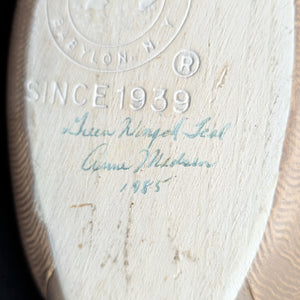 BABYLON N.Y.
®
SINCE 1939
Green Winged Teal
1985